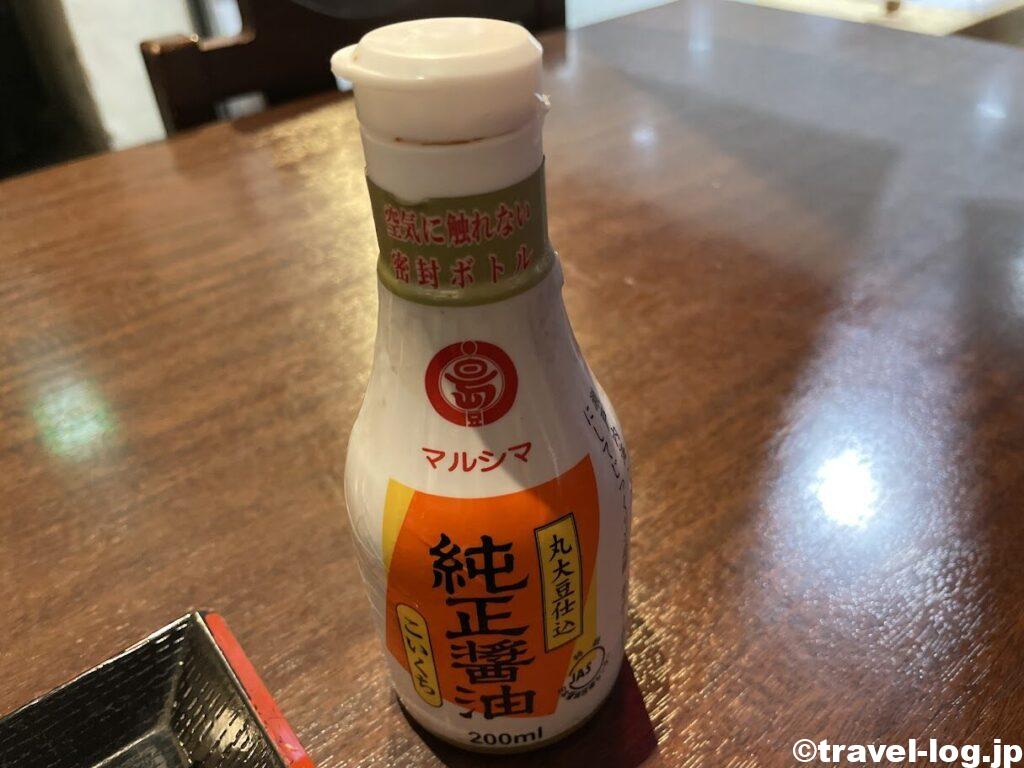 空気に触れない
密封ボトル
マルシマ
純正醤油
丸大豆仕込
こいくち
JAS
200ml
©travel-log.jp